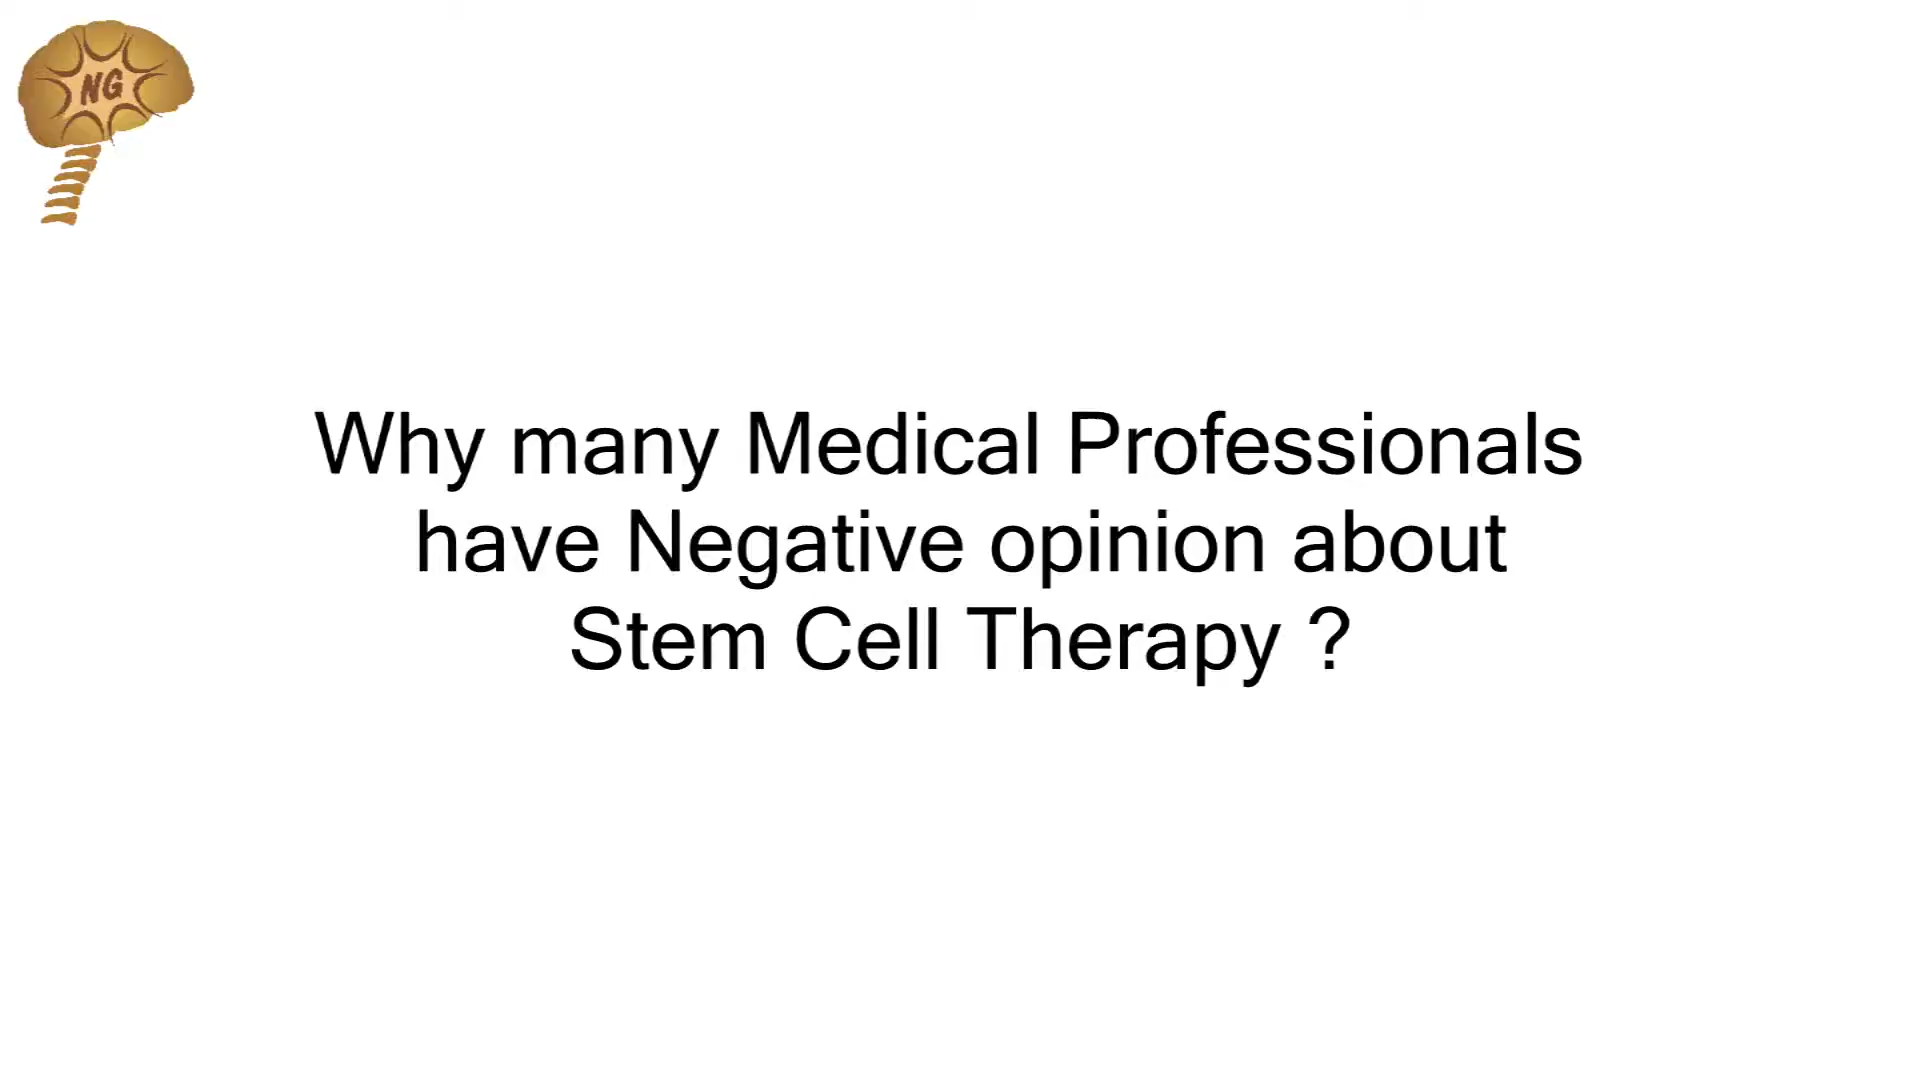 NG
Why many Medical Professionals
have Negative opinion about
Stem Cell Therapy ?